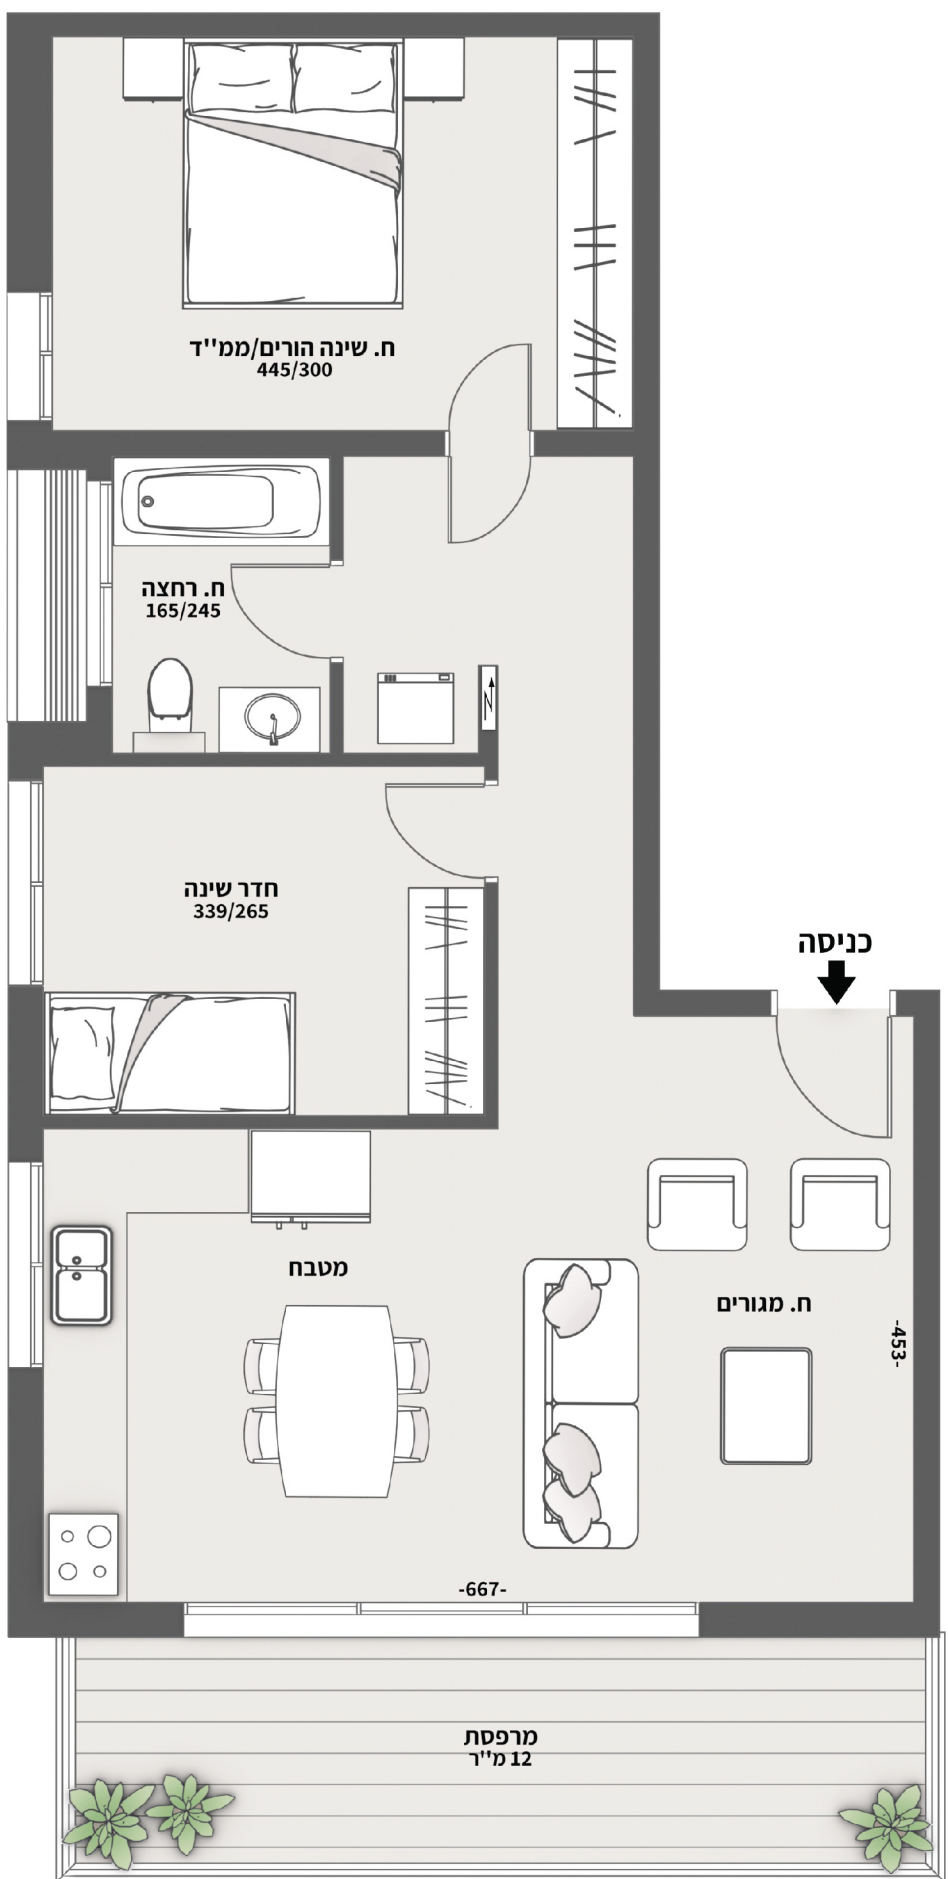 ח. שינה הורים/ממ''ד
445/300
ח. רחצה
165/245
חדר שינה
339/265
כניסה
מטבח
ח. מגורים
-453-
-667-
מרפסת
12 מ''ר